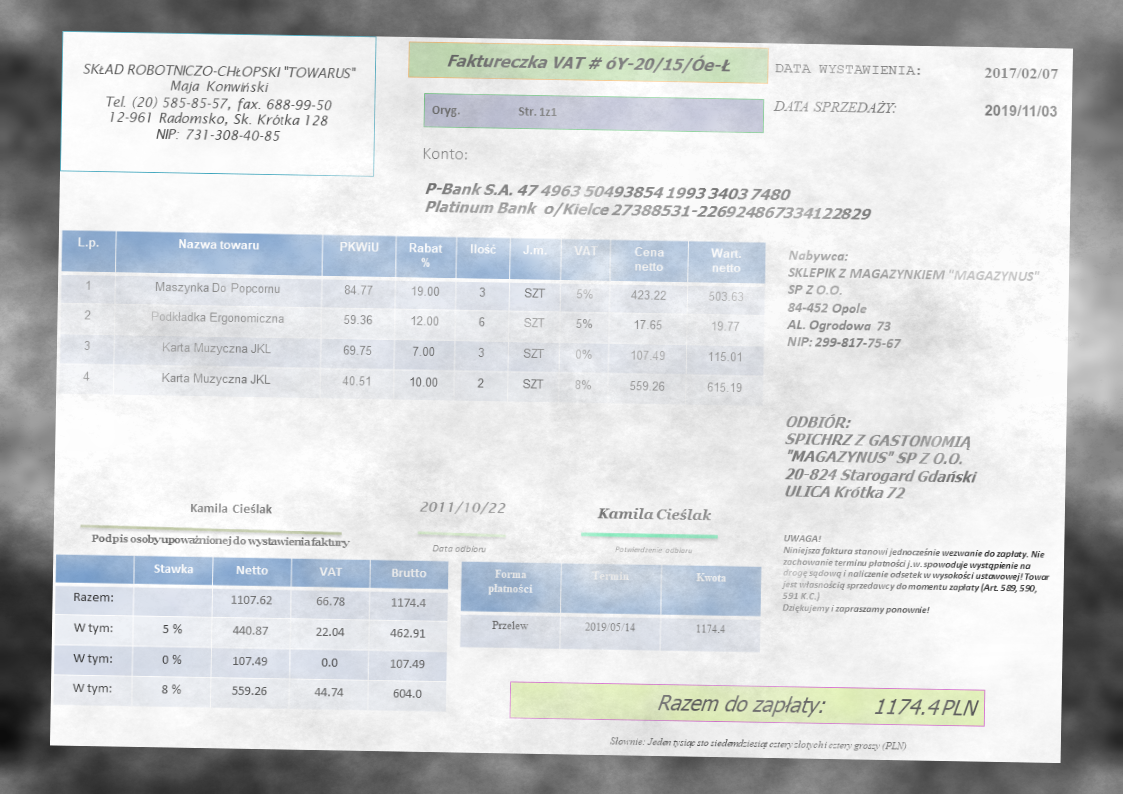 SKŁAD ROBOTNICZO-CHŁOPSKI "TOWARUS"
Maja Konwiński
Tel. (20) 585-85-57, fax. 688-99-50
12-961 Radomsko, Sk. Krótka 128
NIP: 731-308-40-85
Faktureczka VAT # óY-20/15/Óe-Ł
Oryg. Str. 1z1
DATA WYSTAWIENIA: 2017/02/07
DATA SPRZEDAŻY: 2019/11/03
Konto:
P-Bank S.A. 47 4963 50493854 1993 3403 7480
Platinum Bank o/Kielce 27388531-226924867334122829
L.p. Nazwa towaru PKWiU Rabat % Ilość J.m. VAT Cena netto Wart. netto
1 Maszynka Do Popcornu 84.77 19.00 3 SZT 5% 423.22 503.63
2 Podkładka Ergonomiczna 59.36 12.00 6 SZT 5% 17.65 19.77
3 Karta Muzyczna JKL 69.75 7.00 3 SZT 0% 107.49 115.01
4 Karta Muzyczna JKL 40.51 10.00 2 SZT 8% 559.26 615.19
Nabywca:
SKLEPIK Z MAGAZYNKIEM "MAGAZYNUS"
SP Z O.O.
84-452 Opole
AL. Ogrodowa 73
NIP: 299-817-75-67
ODBIÓR:
SPICHRZ Z GASTONOMIĄ
"MAGAZYNUS" SP Z O.O.
20-824 Starogard Gdański
ULICA Krótka 72
Kamila Cieślak
Podpis osoby upoważnionej do wystawienia faktury
2011/10/22
Data odbioru
Kamila Cieślak
Potwierdzenie odbioru
UWAGA!
Niniejsza faktura stanowi jednocześnie wezwanie do zapłaty. Nie
zachowanie terminu płatności j.w. spowoduje wystąpienie na
drogę sądową i naliczenie odsetek w wysokości ustawowej! Towar
jest własnością sprzedawcy do momentu zapłaty (Art. 589, 590,
591 K.C.)
Dziękujemy i zapraszamy ponownie!
Stawka Netto VAT Brutto
Razem: 1107.62 66.78 1174.4
W tym: 5 % 440.87 22.04 462.91
W tym: 0 % 107.49 0.0 107.49
W tym: 8 % 559.26 44.74 604.0
Forma płatności Termin Kwota
Przelew 2019/05/14 1174.4
Razem do zapłaty: 1174.4 PLN
Słownie: Jeden tysiąc sto siedemdziesiąt cztery złotych i cztery groszy (PLN)